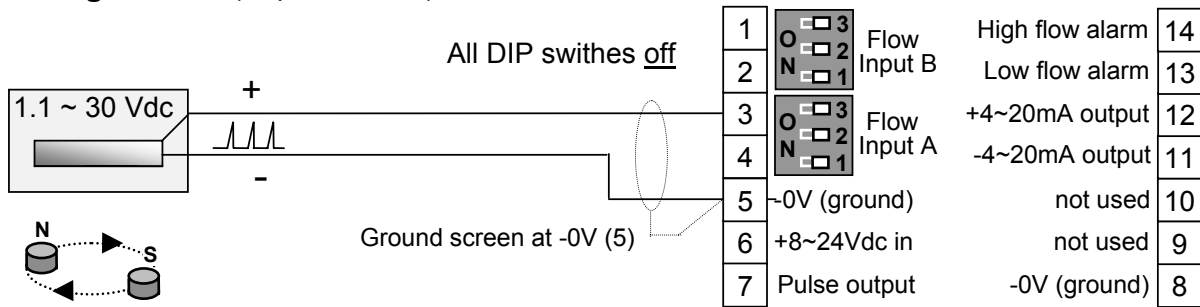 All DIP swithes off
1.1 ~ 30 Vdc
+
-
N
S
Ground screen at -0V (5)
1
2
3
4
5
6
7
O N
3
2
1
Flow
Input B
O N
3
2
1
Flow
Input A
-0V (ground)
+8~24Vdc in
Pulse output
High flow alarm 14
Low flow alarm 13
+4~20mA output 12
-4~20mA output 11
not used 10
not used 9
-0V (ground) 8